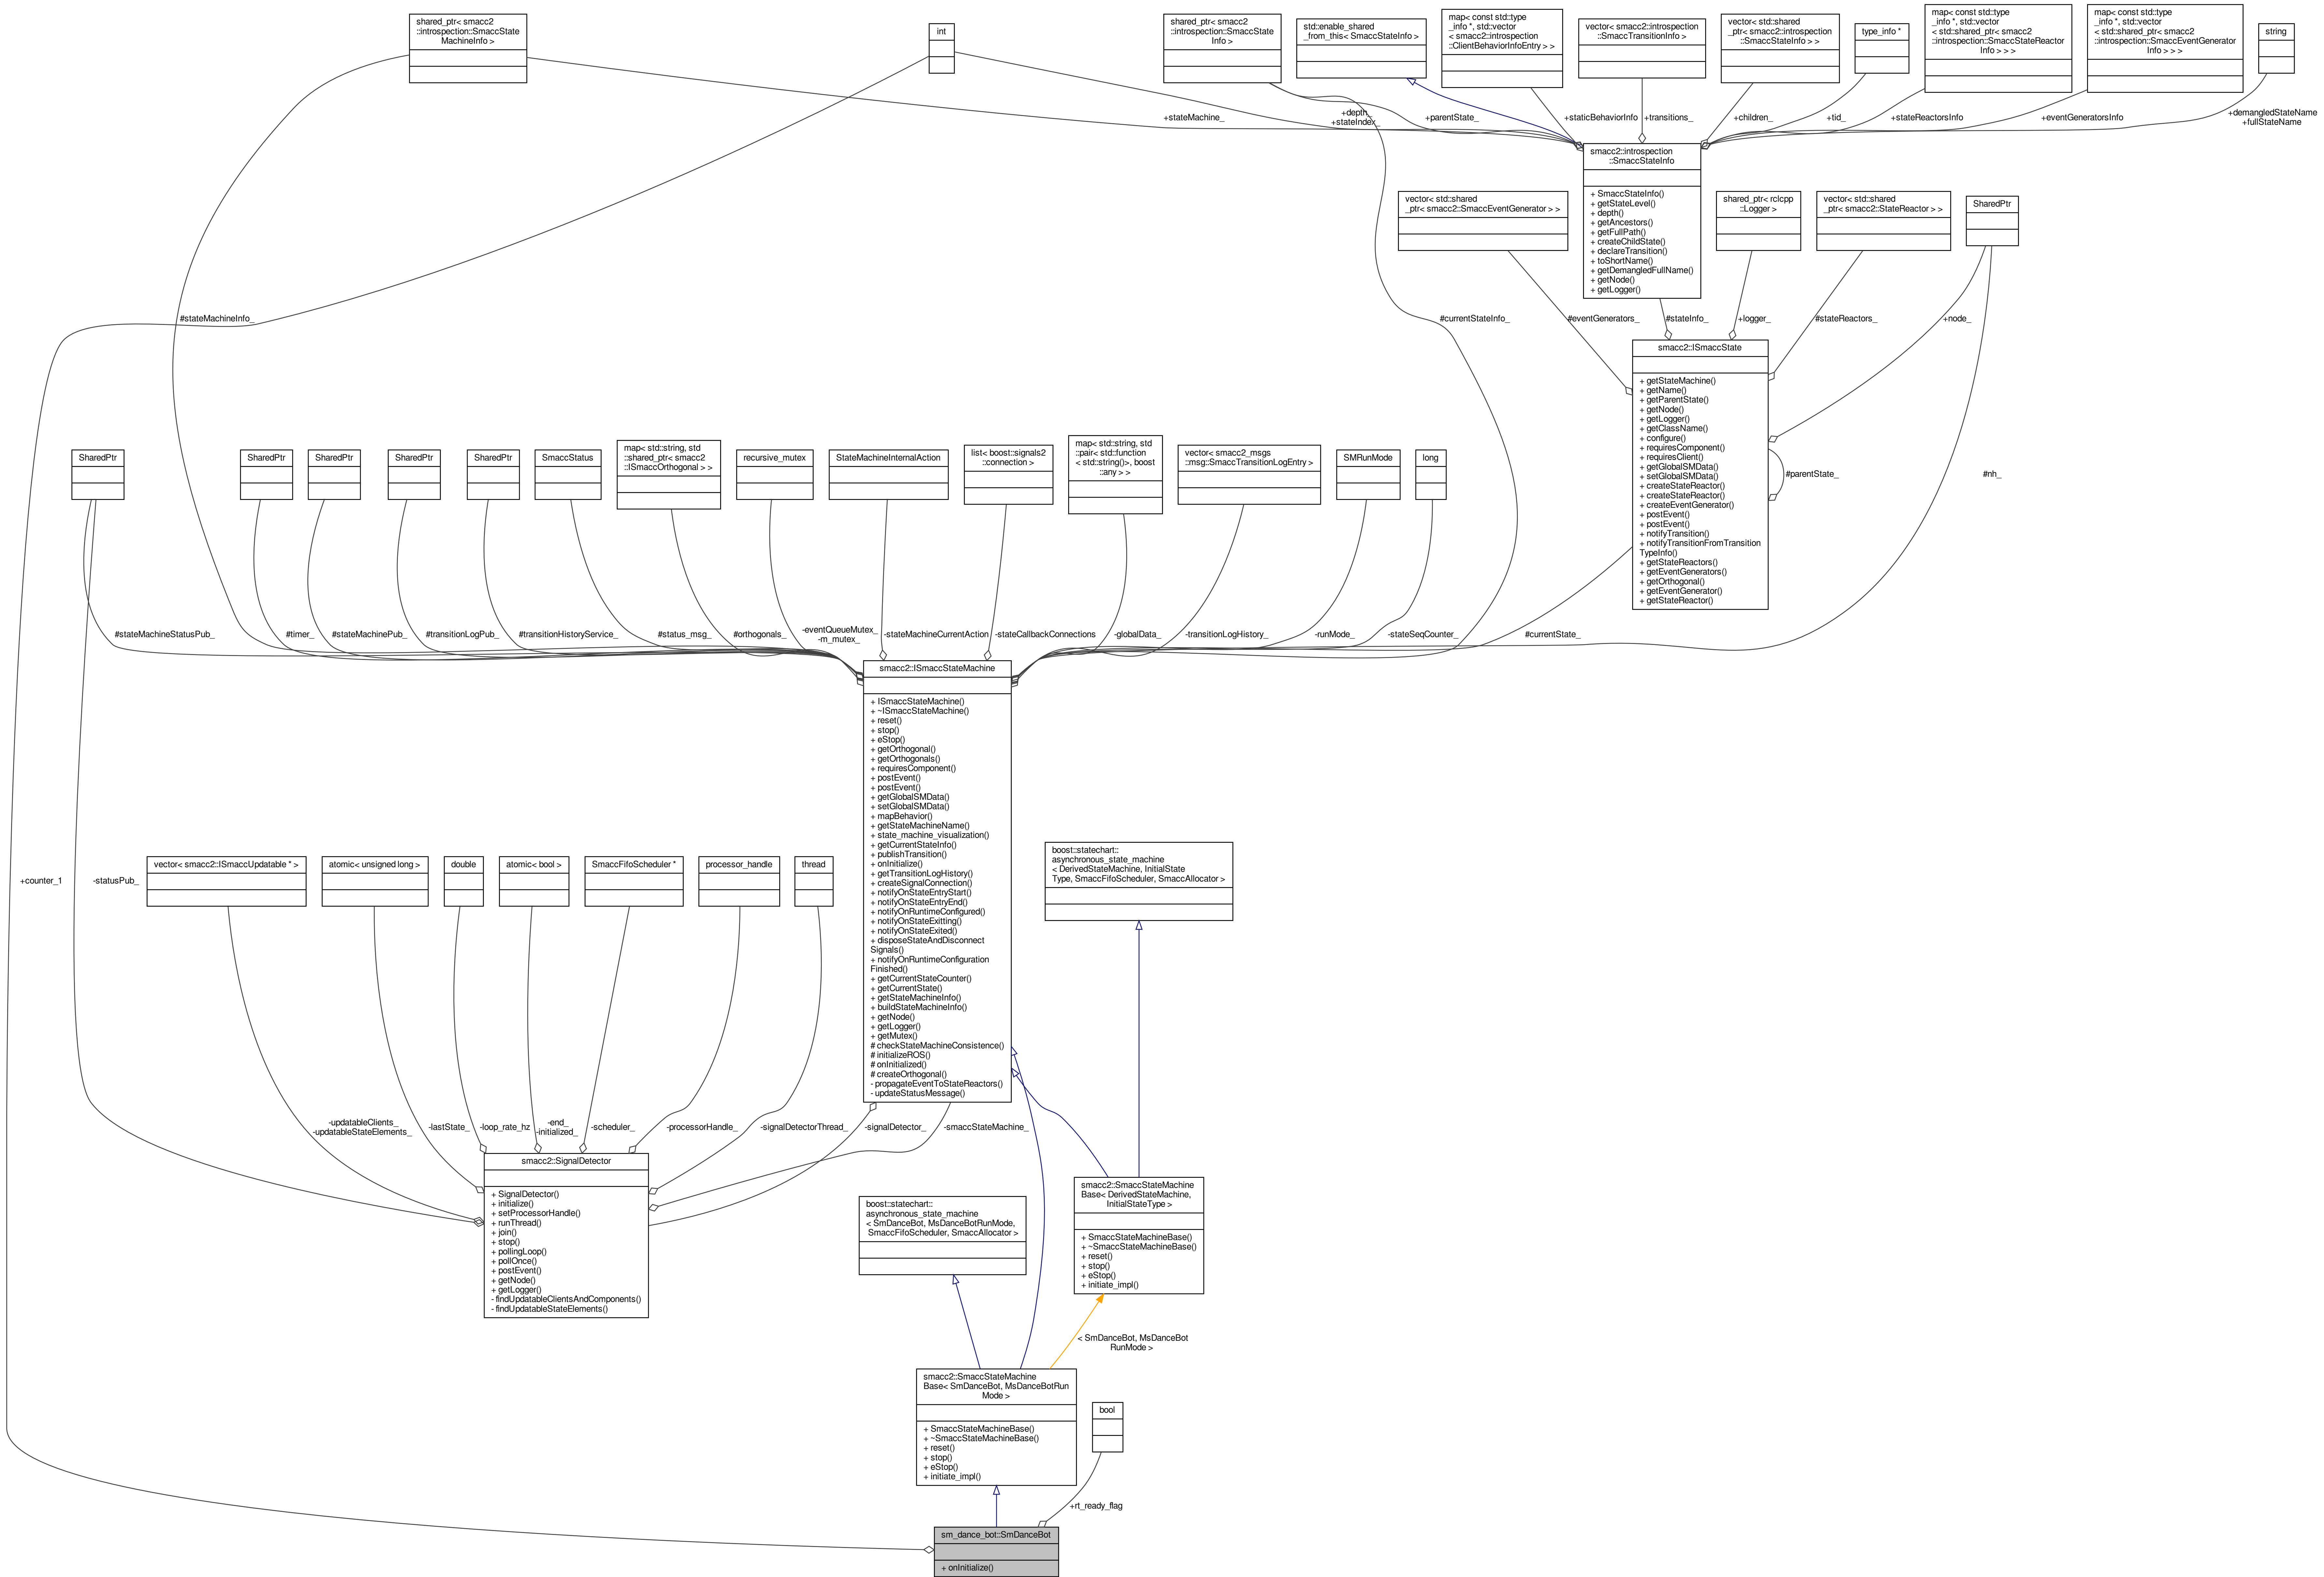 shared_ptr< smacc2
::introspection::SmaccState
MachineInfo >
int
shared_ptr< smacc2
::introspection::SmaccState
Info >
std::enable_shared
_from_this< SmaccStateInfo >
map< const std::type
_info *, std::vector
< smacc2::introspection
::ClientBehaviorInfoEntry > >
vector< smacc2::introspection
::SmaccTransitionInfo >
vector< std::shared
_ptr< smacc2::introspection
::SmaccStateInfo > >
type_info *
map< const std::type
_info *, std::vector
< std::shared_ptr< smacc2
::introspection::SmaccStateReactor
Info > > >
map< const std::type
_info *, std::vector
< std::shared_ptr< smacc2
::introspection::SmaccEventGenerator
Info > > >
string
+stateMachine_
+depth_
+stateIndex_
+parentState_
+staticBehaviorInfo
+transitions_
+children_
+tid_
+stateReactorsInfo
+eventGeneratorsInfo
+demangledStateName
+fullStateName
smacc2::introspection
::SmaccStateInfo
+ SmaccStateInfo()
+ getStateLevel()
+ depth()
+ getAncestors()
+ getFullPath()
+ createChildState()
+ declareTransition()
+ toShortName()
+ getDemangledFullName()
+ getNode()
+ getLogger()
vector< std::shared
_ptr< smacc2::SmaccEventGenerator > >
shared_ptr< rclcpp
::Logger >
vector< std::shared
_ptr< smacc2::StateReactor > >
SharedPtr
#stateMachineInfo_
#currentStateInfo_
#eventGenerators_
#stateInfo_
+logger_
#stateReactors_
+node_
smacc2::ISmaccState
+ getStateMachine()
+ getName()
+ getParentState()
+ getNode()
+ getLogger()
+ getClassName()
+ configure()
+ requiresComponent()
+ requiresClient()
+ getGlobalSMData()
+ setGlobalSMData()
+ createStateReactor()
+ createStateReactor()
+ createEventGenerator()
+ postEvent()
+ postEvent()
+ notifyTransition()
+ notifyTransitionFromTransition
TypeInfo()
+ getStateReactors()
+ getEventGenerators()
+ getOrthogonal()
+ getEventGenerator()
+ getStateReactor()
#parentState_
#nh_
SharedPtr
SharedPtr
SharedPtr
SharedPtr
SharedPtr
SmaccStatus
map< std::string, std
::shared_ptr< smacc2
::ISmaccOrthogonal > >
recursive_mutex
StateMachineInternalAction
list< boost::signals2
::connection >
map< std::string, std
::pair< std::function
< std::string()>, boost
::any > >
vector< smacc2_msgs
::msg::SmaccTransitionLogEntry >
SMRunMode
long
#stateMachineStatusPub_
#timer_
#stateMachinePub_
#transitionLogPub_
#transitionHistoryService_
#status_msg_
#orthogonals_
-eventQueueMutex_
-m_mutex_
-stateMachineCurrentAction
-stateCallbackConnections
-globalData_
-transitionLogHistory_
-runMode_
-stateSeqCounter_
#currentState_
smacc2::ISmaccStateMachine
+ ISmaccStateMachine()
+ ~ISmaccStateMachine()
+ reset()
+ stop()
+ eStop()
+ getOrthogonal()
+ getOrthogonals()
+ requiresComponent()
+ postEvent()
+ postEvent()
+ getGlobalSMData()
+ setGlobalSMData()
+ mapBehavior()
+ getStateMachineName()
+ state_machine_visualization()
+ getCurrentStateInfo()
+ publishTransition()
+ onInitialize()
+ getTransitionLogHistory()
+ createSignalConnection()
+ notifyOnStateEntryStart()
+ notifyOnStateEntryEnd()
+ notifyOnRuntimeConfigured()
+ notifyOnStateExitting()
+ notifyOnStateExited()
+ disposeStateAndDisconnect
Signals()
+ notifyOnRuntimeConfiguration
Finished()
+ getCurrentStateCounter()
+ getCurrentState()
+ getStateMachineInfo()
+ buildStateMachineInfo()
+ getNode()
+ getLogger()
+ getMutex()
# checkStateMachineConsistence()
# initializeROS()
# onInitialized()
# createOrthogonal()
- propagateEventToStateReactors()
- updateStatusMessage()
+counter_1
-statusPub_
vector< smacc2::ISmaccUpdatable * >
atomic< unsigned long >
double
atomic< bool >
SmaccFifoScheduler *
processor_handle
thread
boost::statechart::
asynchronous_state_machine
< DerivedStateMachine, InitialState
Type, SmaccFifoScheduler, SmaccAllocator >
-updatableClients_
-updatableStateElements_
-lastState_
-loop_rate_hz
-end_
-initialized_
-scheduler_
-processorHandle_
-signalDetectorThread_
-signalDetector_
-smaccStateMachine_
smacc2::SignalDetector
+ SignalDetector()
+ initialize()
+ setProcessorHandle()
+ runThread()
+ join()
+ stop()
+ pollingLoop()
+ pollOnce()
+ postEvent()
+ getNode()
+ getLogger()
- findUpdatableClientsAndComponents()
- findUpdatableStateElements()
boost::statechart::
asynchronous_state_machine
< SmDanceBot, MsDanceBotRunMode,
SmaccFifoScheduler, SmaccAllocator >
smacc2::SmaccStateMachine
Base< DerivedStateMachine,
InitialStateType >
+ SmaccStateMachineBase()
+ ~SmaccStateMachineBase()
+ reset()
+ stop()
+ eStop()
+ initiate_impl()
< SmDanceBot, MsDanceBot
RunMode >
smacc2::SmaccStateMachine
Base< SmDanceBot, MsDanceBotRun
Mode >
+ SmaccStateMachineBase()
+ ~SmaccStateMachineBase()
+ reset()
+ stop()
+ eStop()
+ initiate_impl()
bool
+rt_ready_flag
sm_dance_bot::SmDanceBot
+ onInitialize()